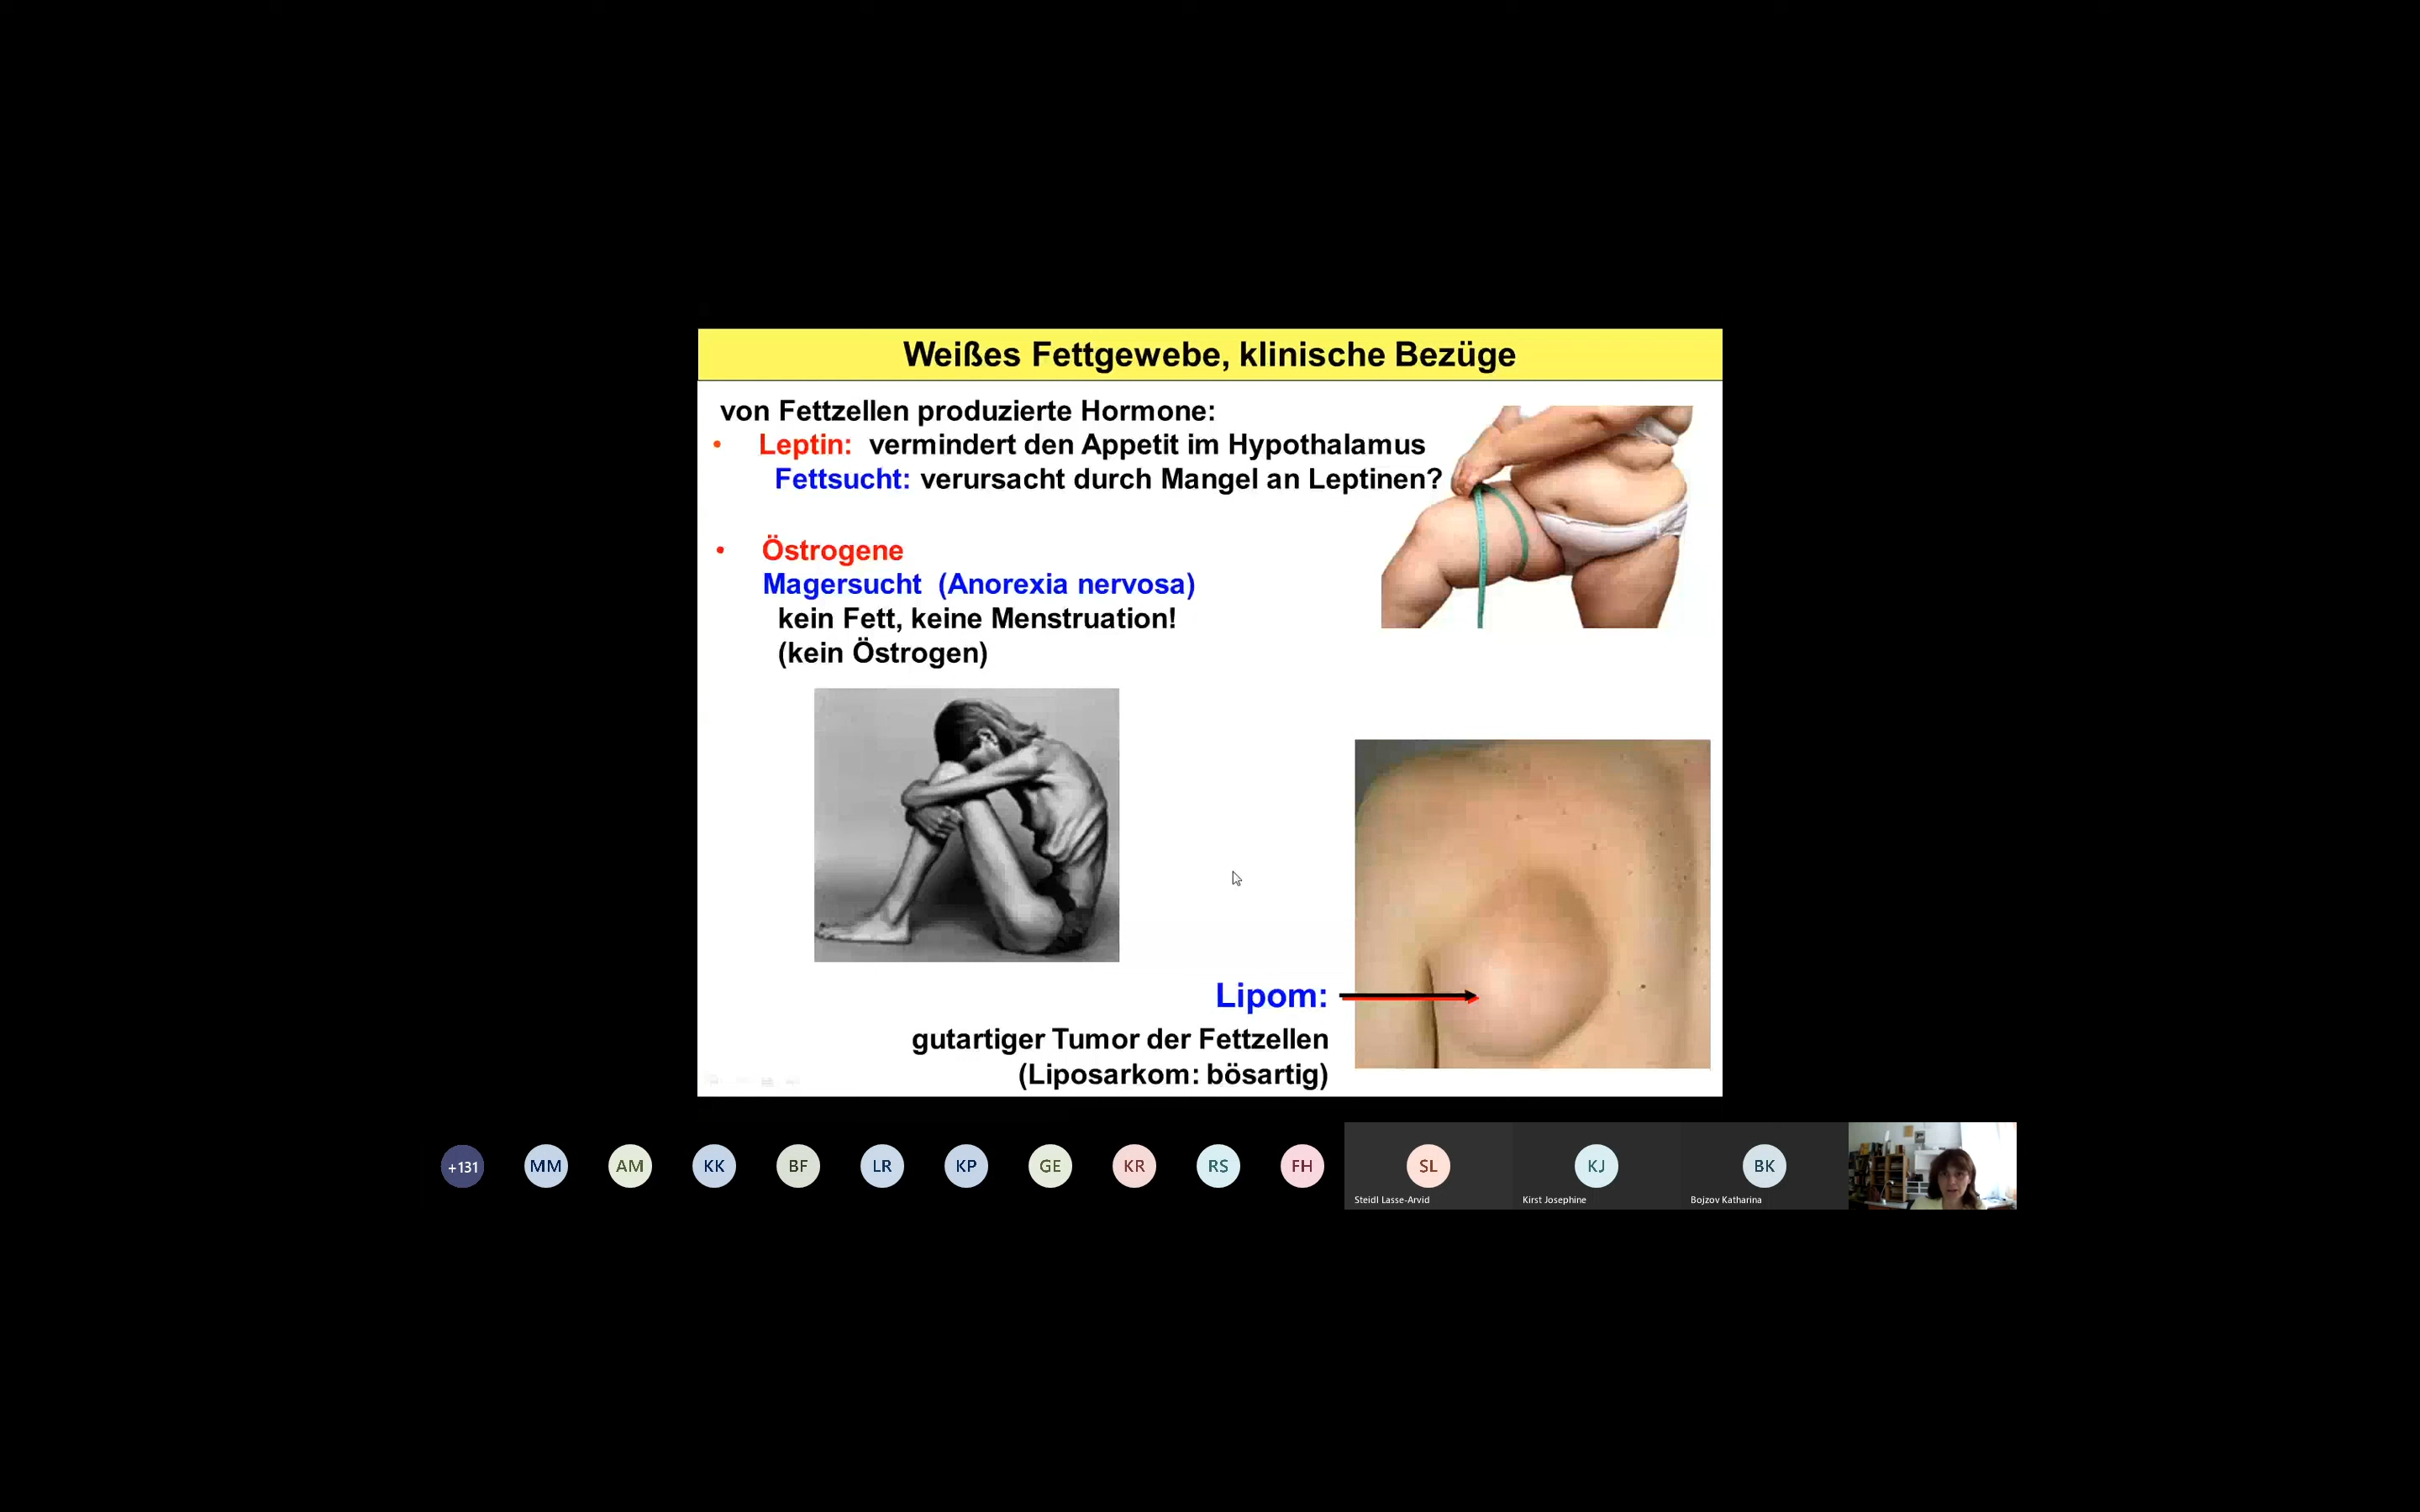 Weißes Fettgewebe, klinische Bezüge
von Fettzellen produzierte Hormone:
• Leptin: vermindert den Appetit im Hypothalamus
Fettsucht: verursacht durch Mangel an Leptinen?
• Östrogene
Magersucht (Anorexia nervosa)
kein Fett, keine Menstruation!
(kein Östrogen)
Lipom:
gutartiger Tumor der Fettzellen
(Liposarkom: bösartig)
+131 MM AM KK BF LR KP GE KR RS FH SL KJ BK
Steidl Lasse-Arvid Kirst Josephine Bojzov Katharina